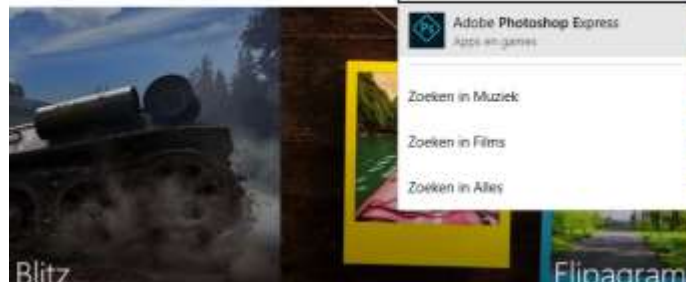 Adobe Photoshop Express
Apps en games
Zoeken in Muziek
Zoeken in Films
Zoeken in Alles
Blitz
Flipagram